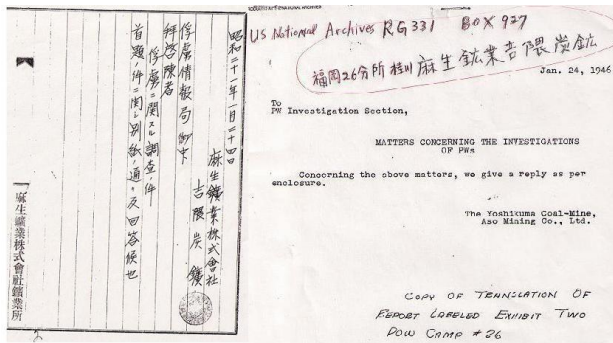 昭和二十一年一月二十四日
麻生鑛業株式會社
吉隈炭鑛
俘虜情報局 御中
拝啓陳者
俘虜ニ関スル調査ノ件
首題ノ件ニ関シ別紙ノ通リ及回答候也
麻生鑛業株式會社鑛業所
US National Archives RG 331 BOX 927
福岡26分所 桂川 麻生鉱業吉隈炭鉱
Jan. 24, 1946
To
PW Investigation Section,
MATTERS CONCERNING THE INVESTIGATIONS
OF PWs
Concerning the above matters, we give a reply as per
enclosure.
The Yoshikuma Coal-Mine,
Aso Mining Co., Ltd.
COPY OF TRANSLATION OF
REPORT LABELED EXHIBIT TWO
POW CAMP #26